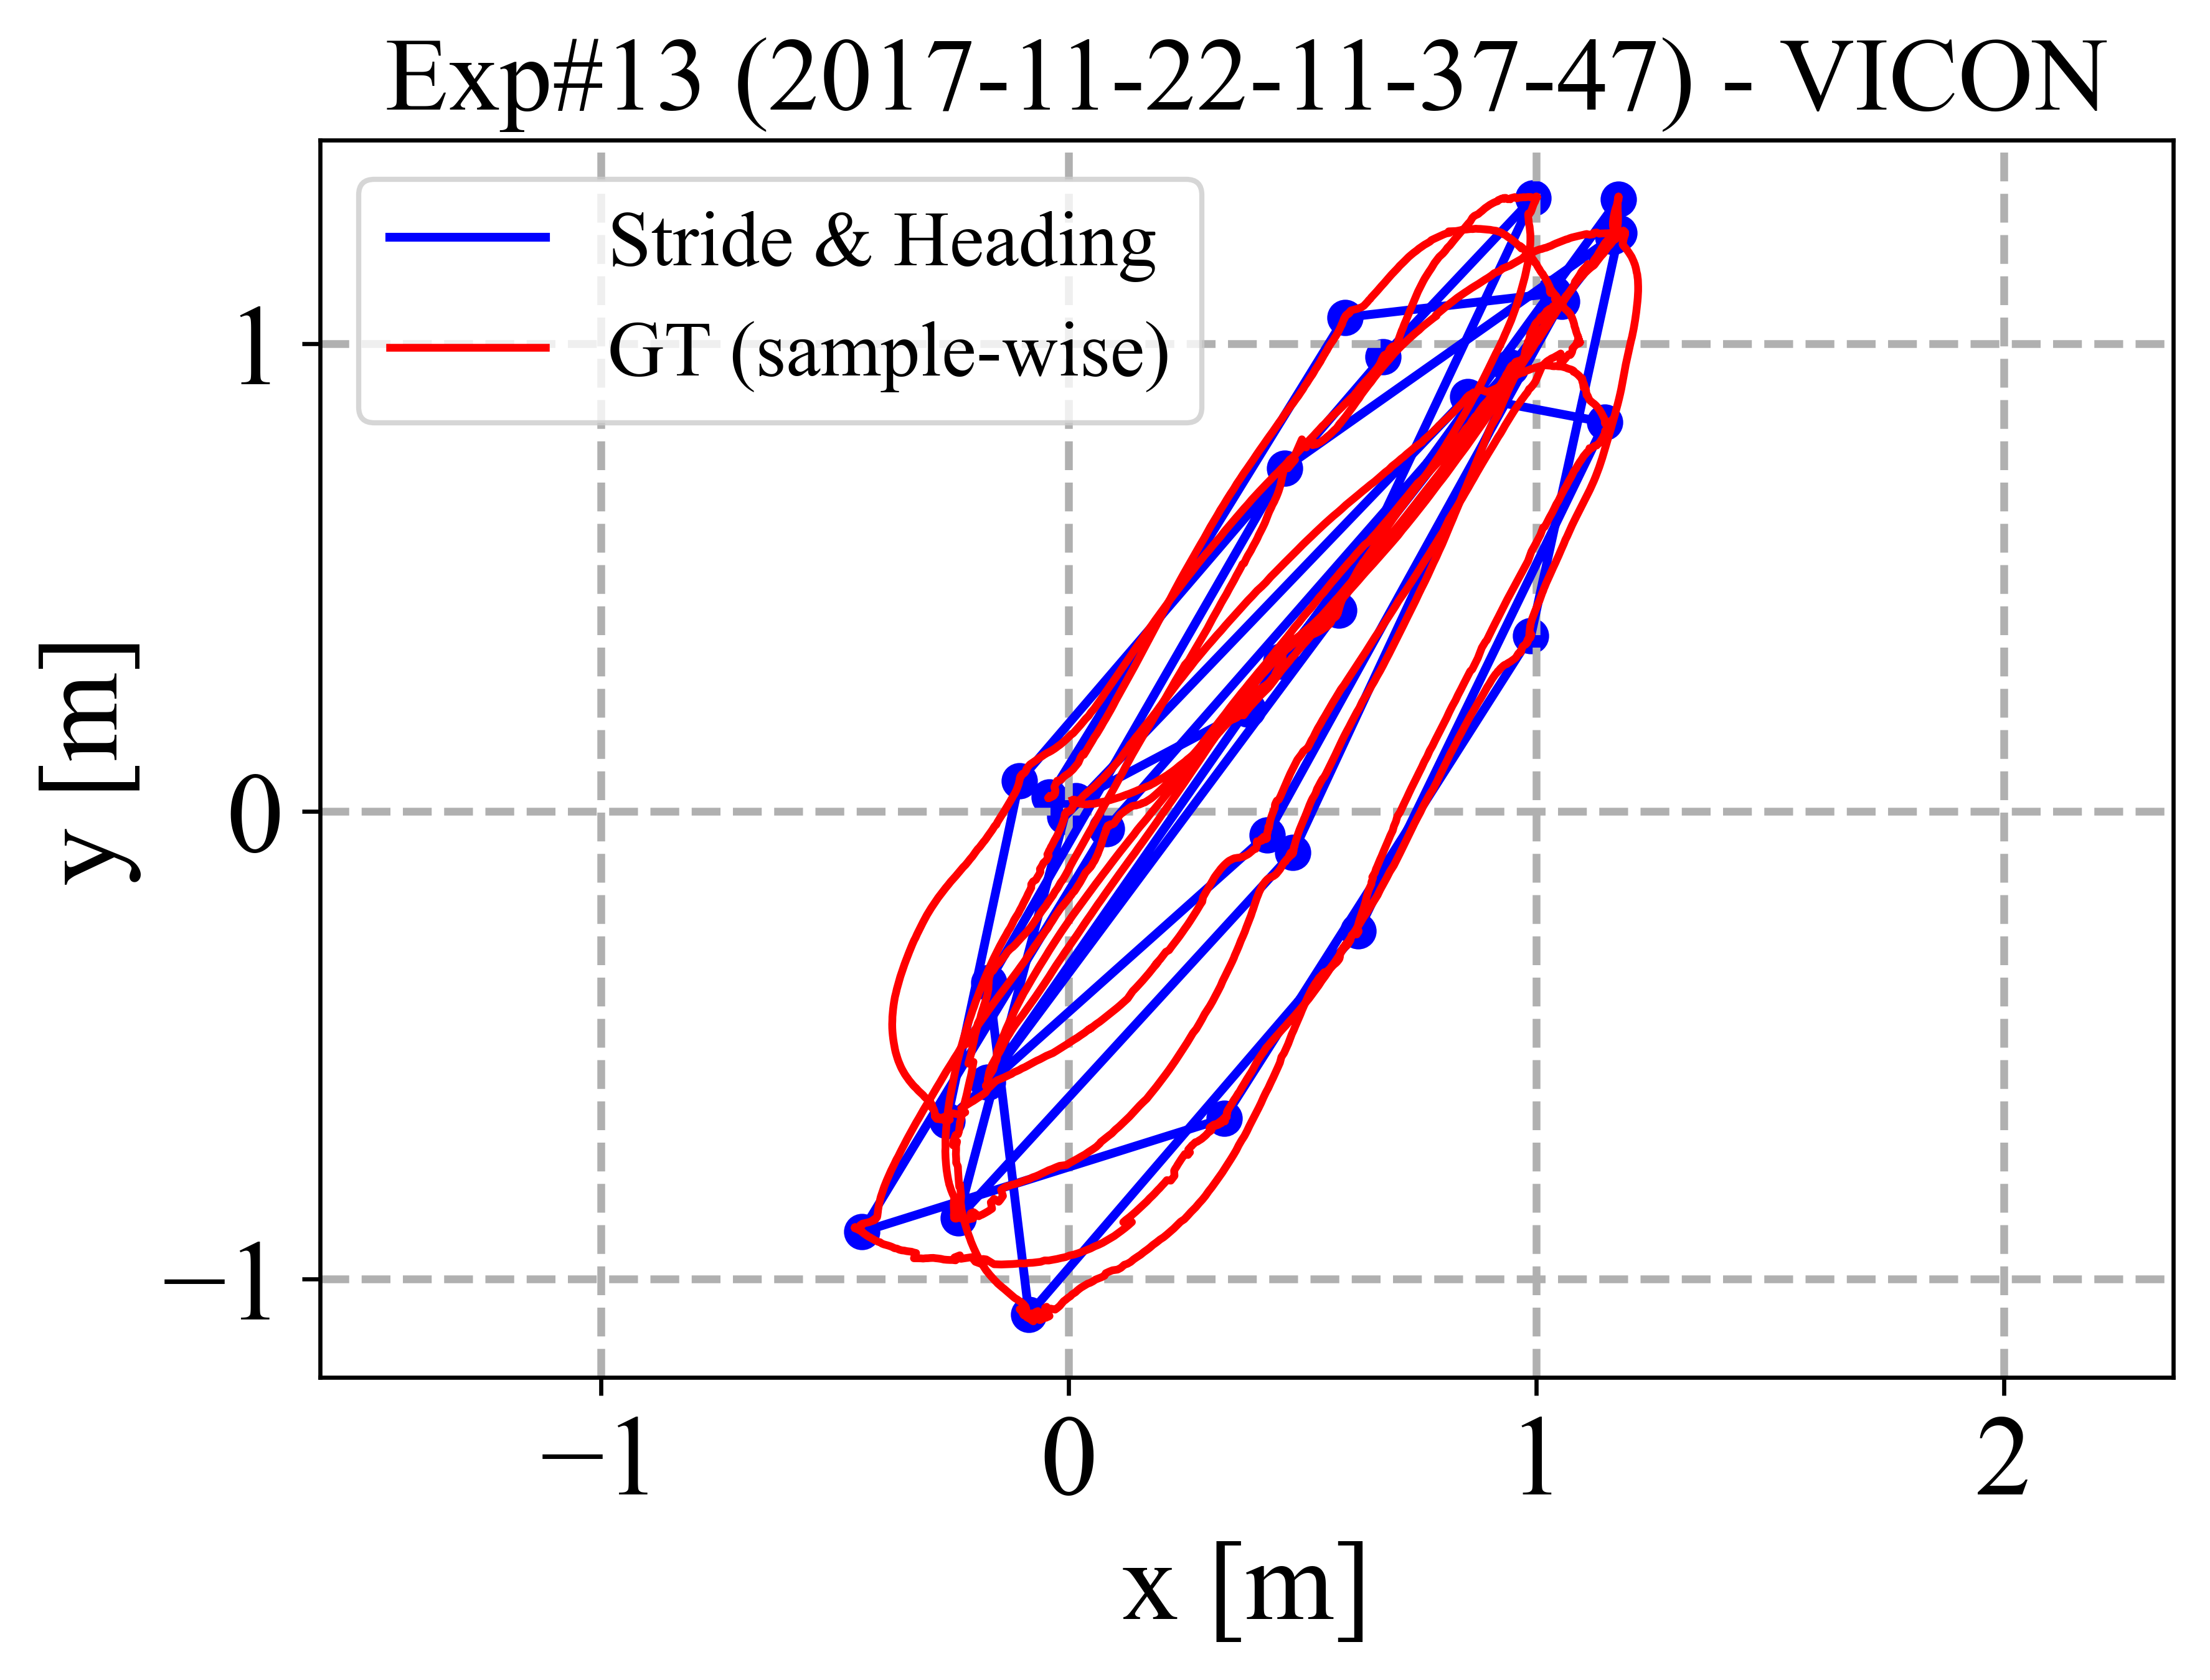 Exp#13 (2017-11-22-11-37-47) - VICON
Stride & Heading
GT (sample-wise)
1
0
−1
y [m]
−1 0 1 2
x [m]